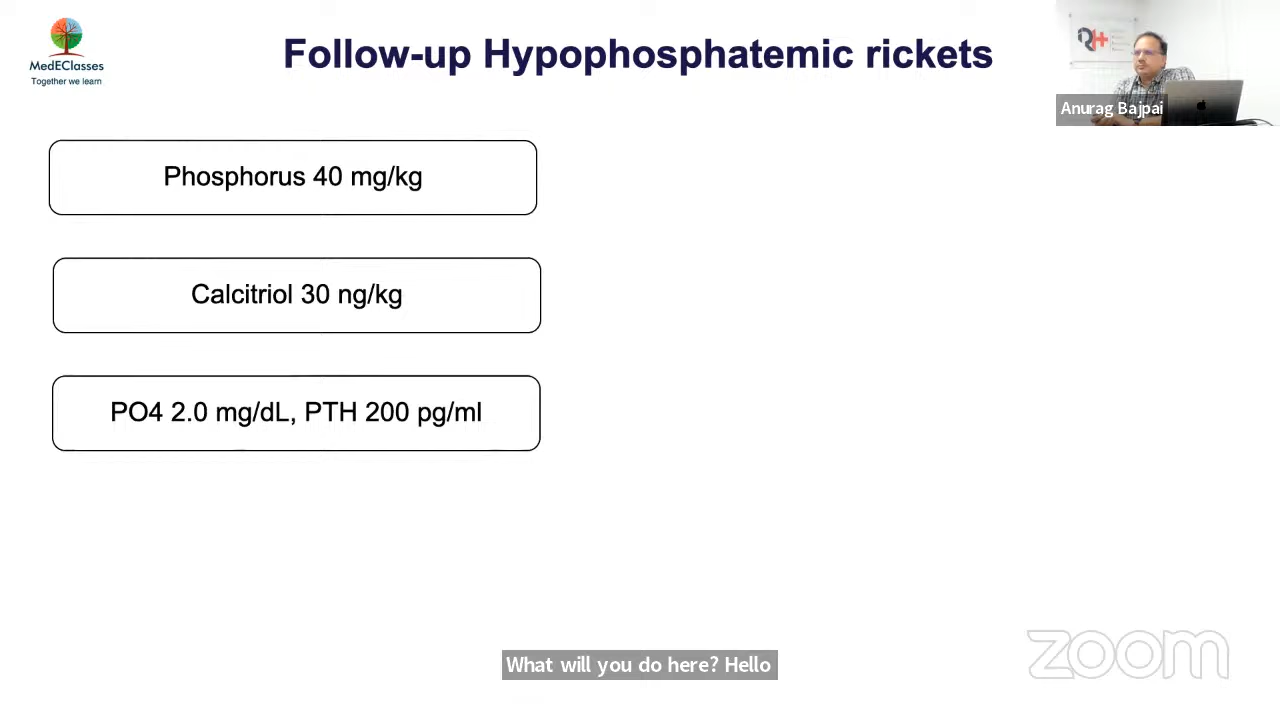 MedEClasses
Together we learn
Follow-up Hypophosphatemic rickets
Anurag Bajpai
Phosphorus 40 mg/kg
Calcitriol 30 ng/kg
PO4 2.0 mg/dL, PTH 200 pg/ml
What will you do here? Hello
zoom